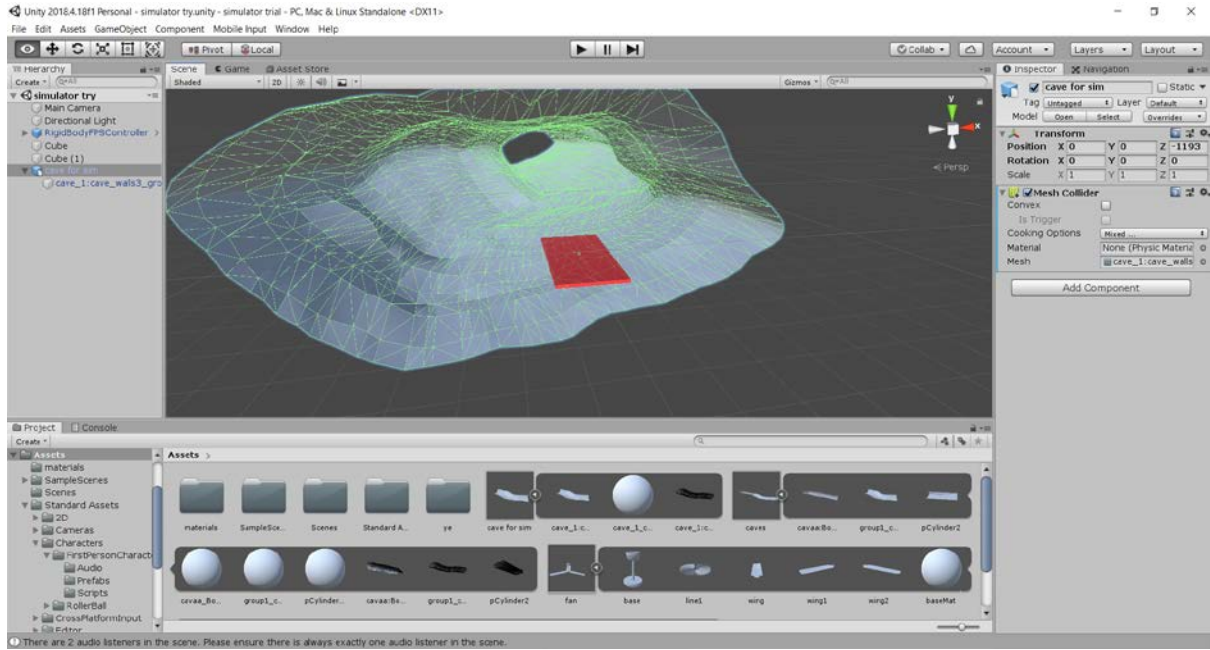 Unity 2018.4.18f1 Personal - simulator try.unity - simulator trial - PC, Mac & Linux Standalone <DX11>
File Edit Assets GameObject Component Mobile Input Window Help
Pivot Local Collab Account Layers Layout
Hierarchy
Create
All
simulator try
Main Camera
Directional Light
RigidBodyFPSController
Cube
Cube (1)
cave for sim
cave_1:cave_walls3_gro
Scene Game Asset Store
Shaded 2D Gizmos All
y
x
Persp
Inspector Navigation
cave for sim Static
Tag Untagged Layer Default
Model Open Select Overrides
Transform
Position X 0 Y 0 Z -1193
Rotation X 0 Y 0 Z 0
Scale X 1 Y 1 Z 1
Mesh Collider
Convex
Is Trigger
Cooking Options Mixed ...
Material None (Physic Materia
Mesh cave_1:cave_walls
Add Component
Project Console
Create
Assets
materials
SampleScenes
Scenes
Standard Assets
2D
Cameras
Characters
FirstPersonCharact
Audio
Prefabs
Scripts
RollerBall
CrossPlatformInput
Editor
Assets >
materials SampleSce... Scenes Standard A... ye cave for sim cave_1:c... cave_1_c... cave_1:c... caves cavaa:Bo... group1_c... pCylinder2
cavaa_Bo... group1_c... pCylinder... cavaa:Bo... group1_c... pCylinder2 fan base line1 wing wing1 wing2 baseMat
There are 2 audio listeners in the scene. Please ensure there is always exactly one audio listener in the scene.